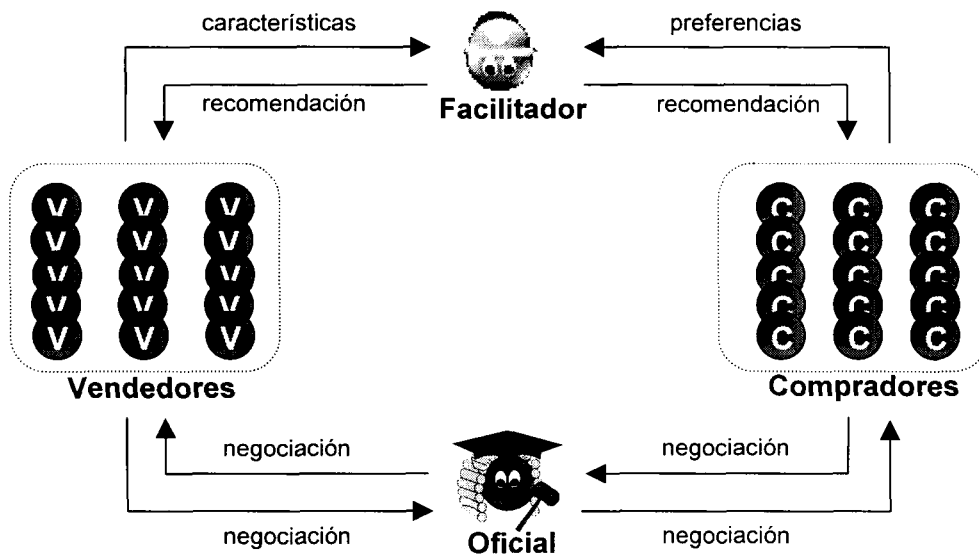 características
preferencias
recomendación
recomendación
Facilitador
V V V
V V V
V V V
V V V
V V V
C C C
C C C
C C C
C C C
C C C
Vendedores
Compradores
negociación
negociación
negociación
negociación
Oficial